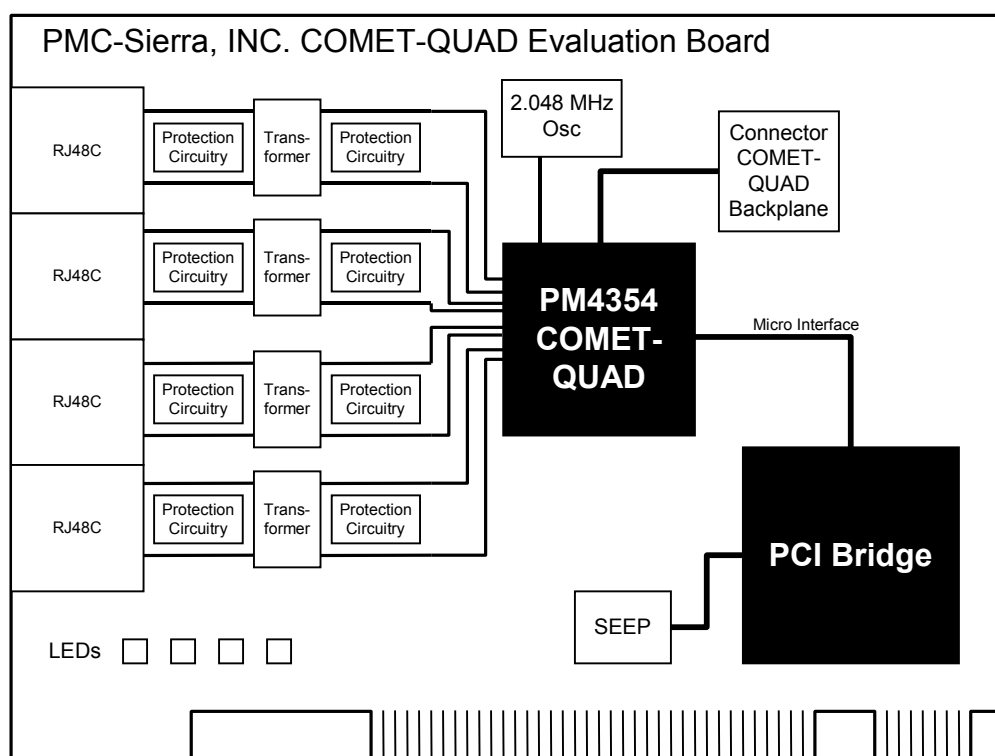 PMC-Sierra, INC. COMET-QUAD Evaluation Board
RJ48C
Protection
Circuitry
Trans-
former
Protection
Circuitry
2.048 MHz
Osc
Connector
COMET-
QUAD
Backplane
RJ48C
Protection
Circuitry
Trans-
former
Protection
Circuitry
PM4354
COMET-
QUAD
Micro Interface
RJ48C
Protection
Circuitry
Trans-
former
Protection
Circuitry
RJ48C
Protection
Circuitry
Trans-
former
Protection
Circuitry
PCI Bridge
SEEP
LEDs